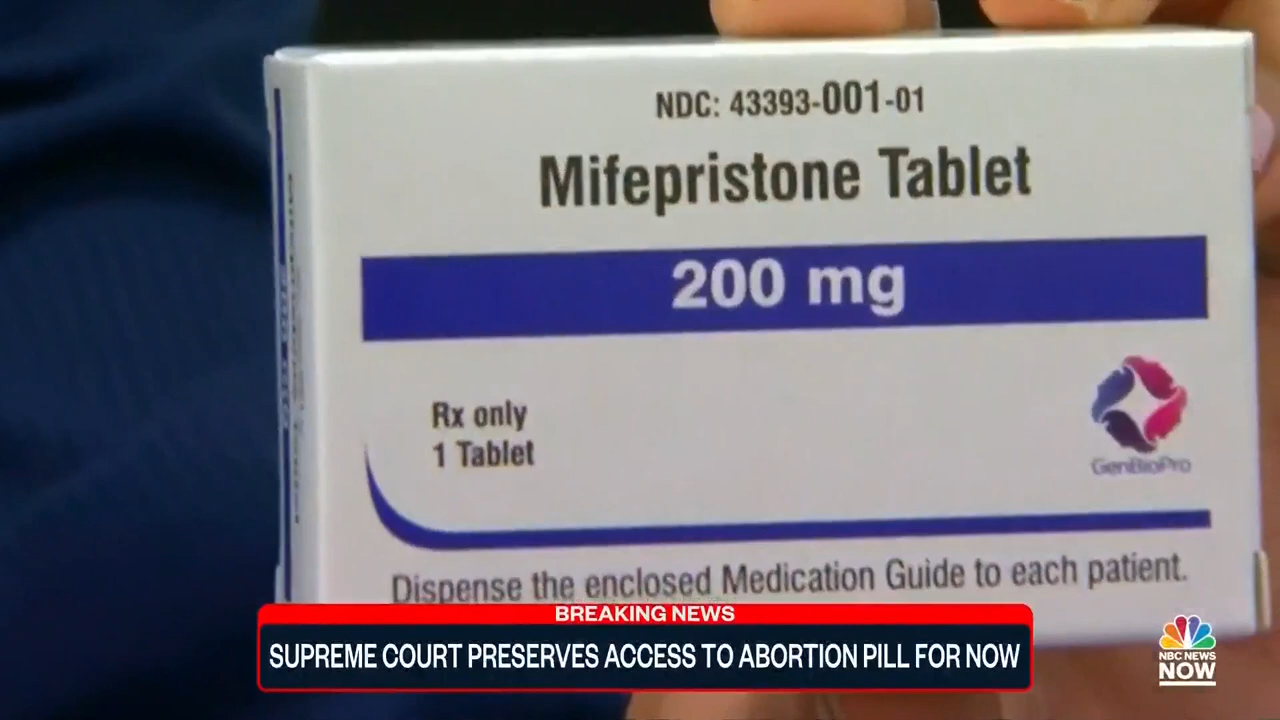 NDC: 43393-001-01
Mifepristone Tablet
200 mg
Rx only
1 Tablet
GenBioPro
Dispense the enclosed Medication Guide to each patient.
BREAKING NEWS
SUPREME COURT PRESERVES ACCESS TO ABORTION PILL FOR NOW
NBC NEWS
NOW